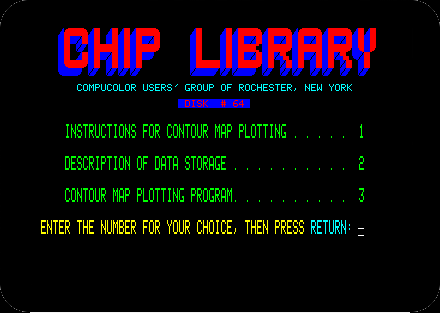 CHIP LIBRARY
COMPUCOLOR USERS' GROUP OF ROCHESTER, NEW YORK
DISK # 64
INSTRUCTIONS FOR CONTOUR MAP PLOTTING . . . . . 1
DESCRIPTION OF DATA STORAGE . . . . . . . . . . 2
CONTOUR MAP PLOTTING PROGRAM. . . . . . . . . . 3
ENTER THE NUMBER FOR YOUR CHOICE, THEN PRESS RETURN: _